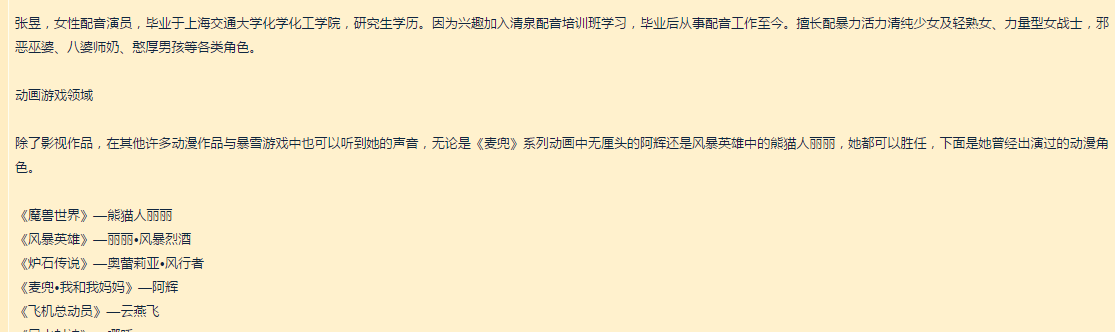 张昱，女性配音演员，毕业于上海交通大学化学化工学院，研究生学历。因为兴趣加入清泉配音培训班学习，毕业后从事配音工作至今。擅长配暴力活力清纯少女及轻熟女、力量型女战士，邪
恶巫婆、八婆师奶、憨厚男孩等各类角色。
动画游戏领域
除了影视作品，在其他许多动漫作品与暴雪游戏中也可以听到她的声音，无论是《麦兜》系列动画中无厘头的阿辉还是风暴英雄中的熊猫人丽丽，她都可以胜任，下面是她曾经出演过的动漫角
色。
《魔兽世界》—熊猫人丽丽
《风暴英雄》—丽丽•风暴烈酒
《炉石传说》—奥蕾莉亚•风行者
《麦兜•我和我妈妈》—阿辉
《飞机总动员》—云燕飞